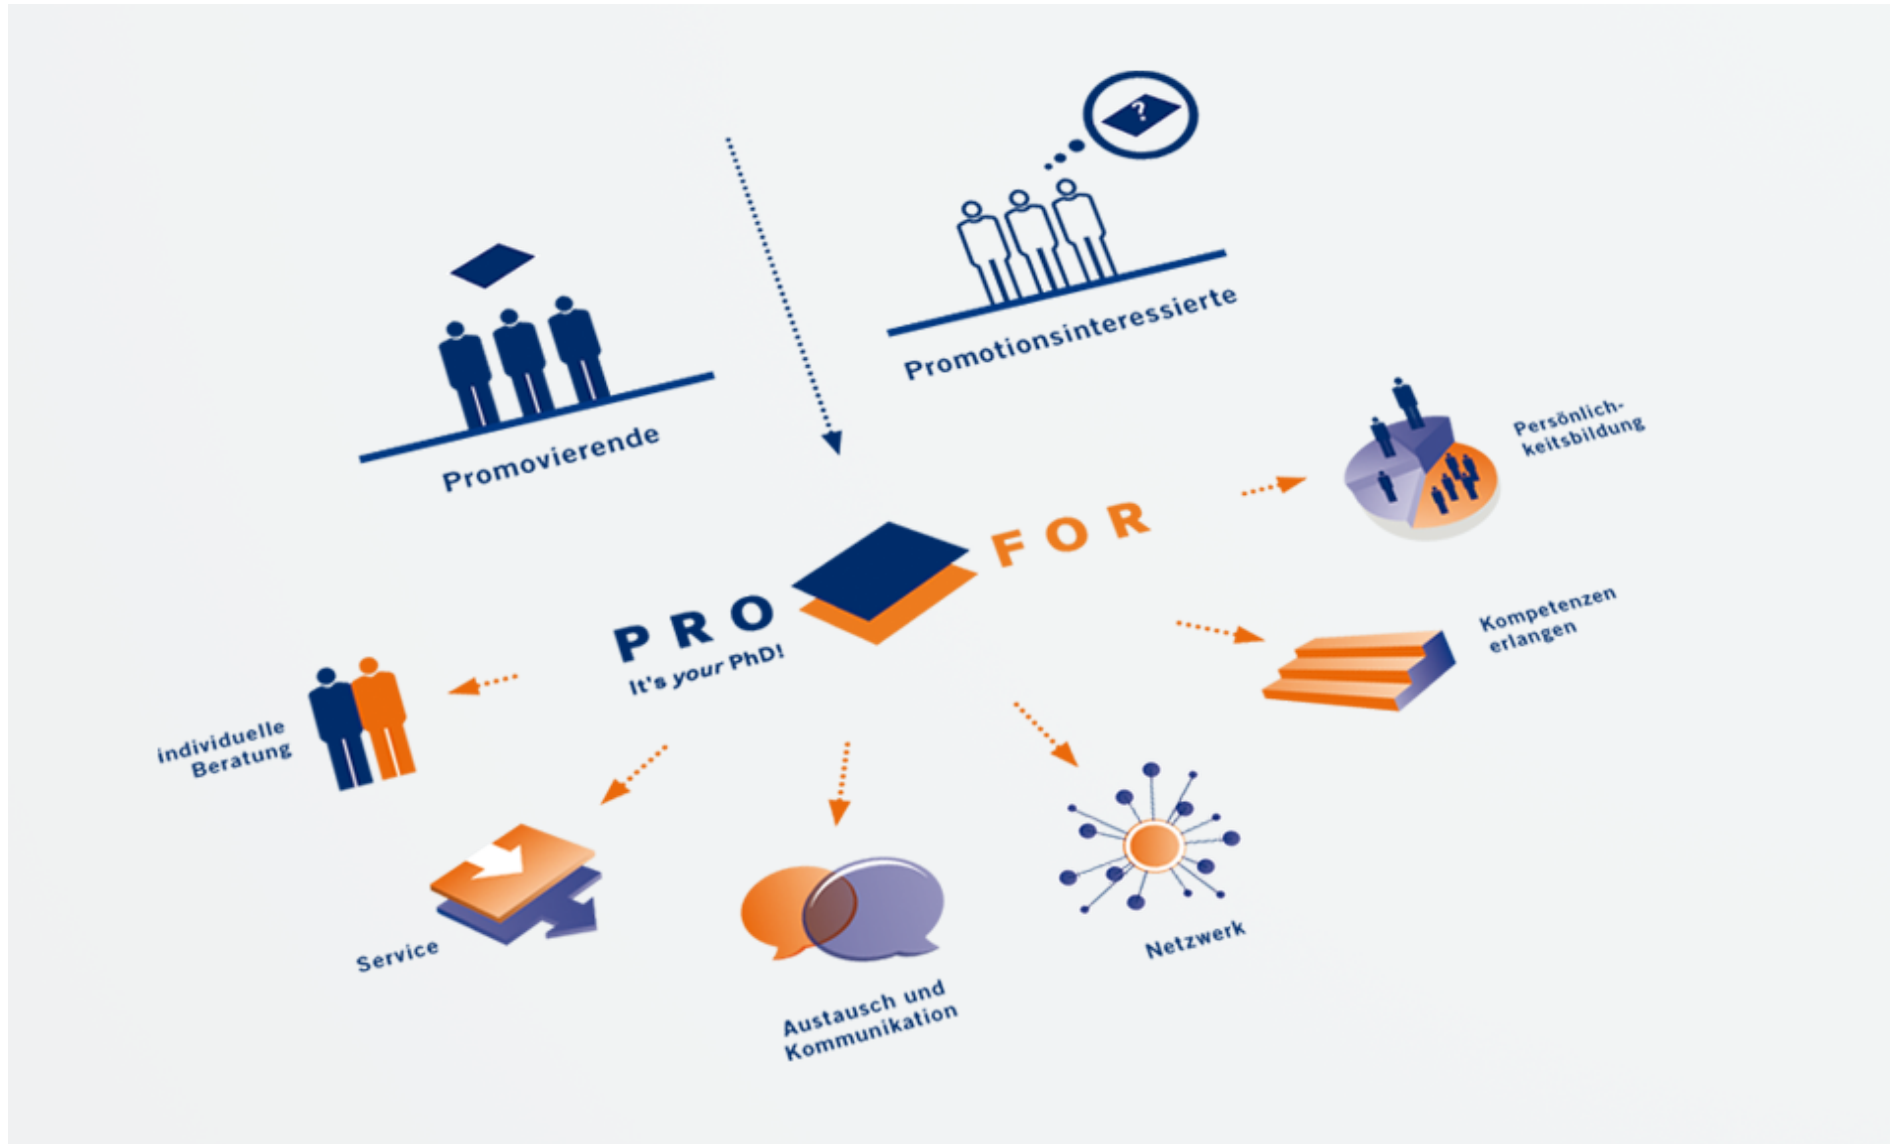 ?
Promotionsinteressierte
Promovierende
Persönlich-
keitsbildung
PRO FOR
It's your PhD!
Kompetenzen
erlangen
individuelle
Beratung
Service
Netzwerk
Austausch und
Kommunikation